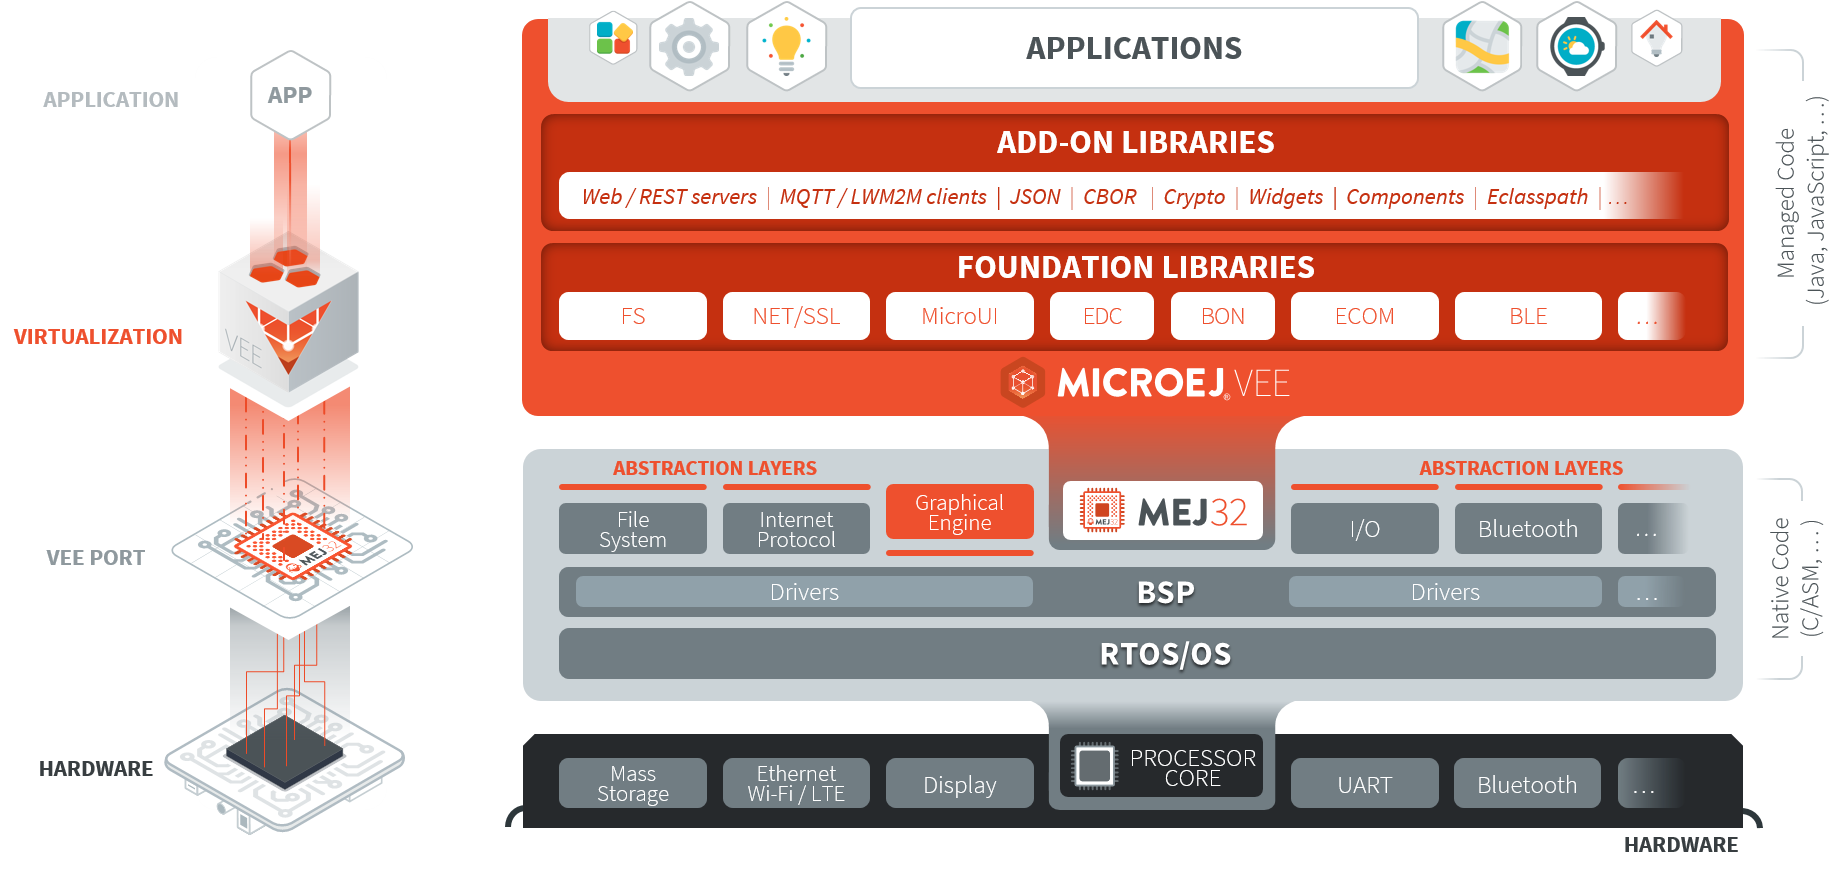 APPLICATION
APP
VIRTUALIZATION
VEE
VEE PORT
MEJ32
HARDWARE
APPLICATIONS
ADD-ON LIBRARIES
Web / REST servers | MQTT / LWM2M clients | JSON | CBOR | Crypto | Widgets | Components | Eclasspath | ...
FOUNDATION LIBRARIES
FS NET/SSL MicroUI EDC BON ECOM BLE ...
MICROEJ® VEE
Managed Code
(Java, JavaScript, ...)
ABSTRACTION LAYERS ABSTRACTION LAYERS
File
System
Internet
Protocol
Graphical
Engine
MEJ32
MEJ32
I/O
Bluetooth
...
Drivers BSP Drivers ...
RTOS/OS
Native Code
(C/ASM, ...)
Mass
Storage
Ethernet
Wi-Fi / LTE
Display
PROCESSOR
CORE
UART
Bluetooth
...
HARDWARE